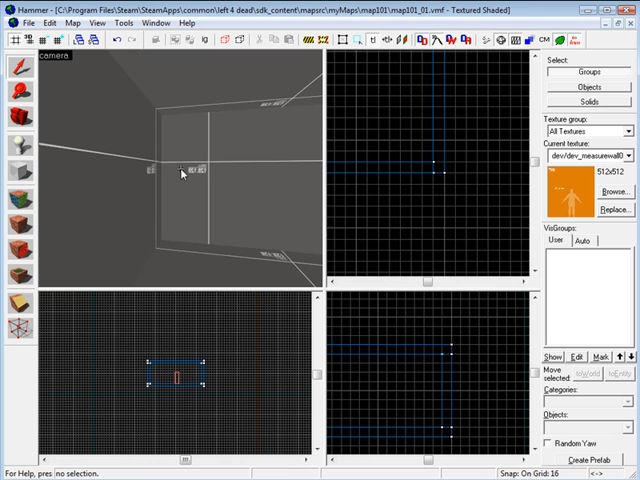 Hammer - [C:\Program Files\Steam\SteamApps\common\left 4 dead\sdk_content\mapsrc\myMaps\map101\map101_01.vmf - Textured Shaded]
File Edit Map View Tools Window Help
camera
Select:
Groups
Objects
Solids
Texture group:
All Textures
Current texture:
dev/dev_measurewall0
512x512
Browse...
Replace...
VisGroups:
User Auto
Show Edit Mark
Move
selected:
toWorld toEntity
Categories:
Objects:
Random Yaw
Create Prefab
For Help, pres no selection. Snap: On Grid: 16 <->